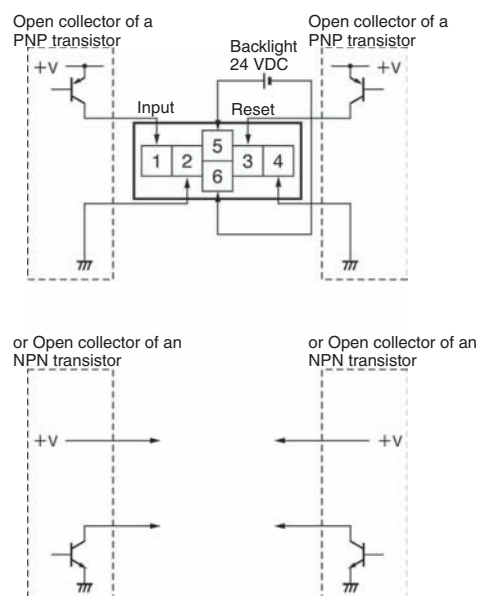 Open collector of a
PNP transistor
Open collector of a
PNP transistor
Backlight
24 VDC
+V
+V
Input
Reset
1 2 5 6 3 4
or Open collector of an
NPN transistor
or Open collector of an
NPN transistor
+V
+V